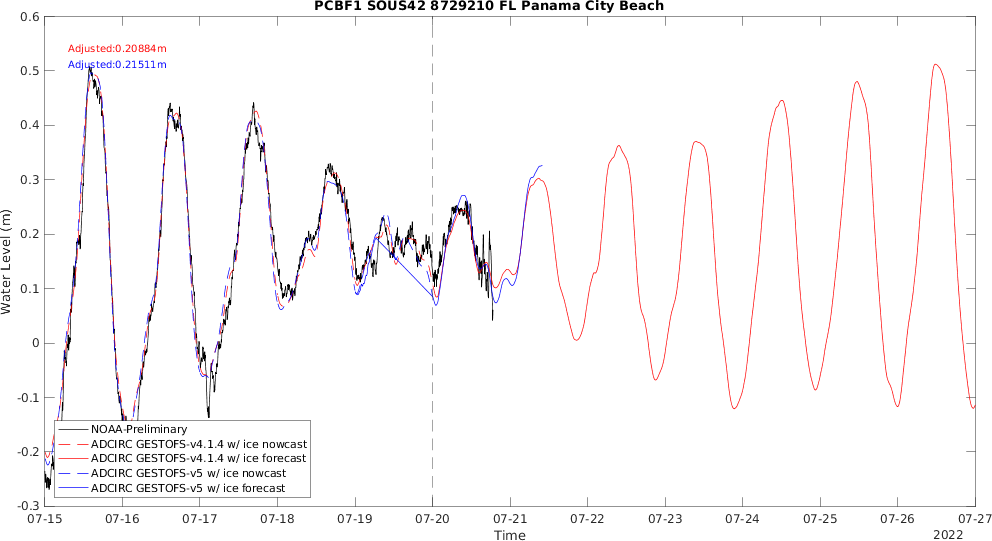 PCBF1 SOUS42 8729210 FL Panama City Beach
Water Level (m)
0.6
0.5
0.4
0.3
0.2
0.1
0
-0.1
-0.2
-0.3
Adjusted:0.20884m
Adjusted:0.21511m
NOAA-Preliminary
ADCIRC GESTOFS-v4.1.4 w/ ice nowcast
ADCIRC GESTOFS-v4.1.4 w/ ice forecast
ADCIRC GESTOFS-v5 w/ ice nowcast
ADCIRC GESTOFS-v5 w/ ice forecast
07-15 07-16 07-17 07-18 07-19 07-20 07-21 07-22 07-23 07-24 07-25 07-26 07-27
Time
2022